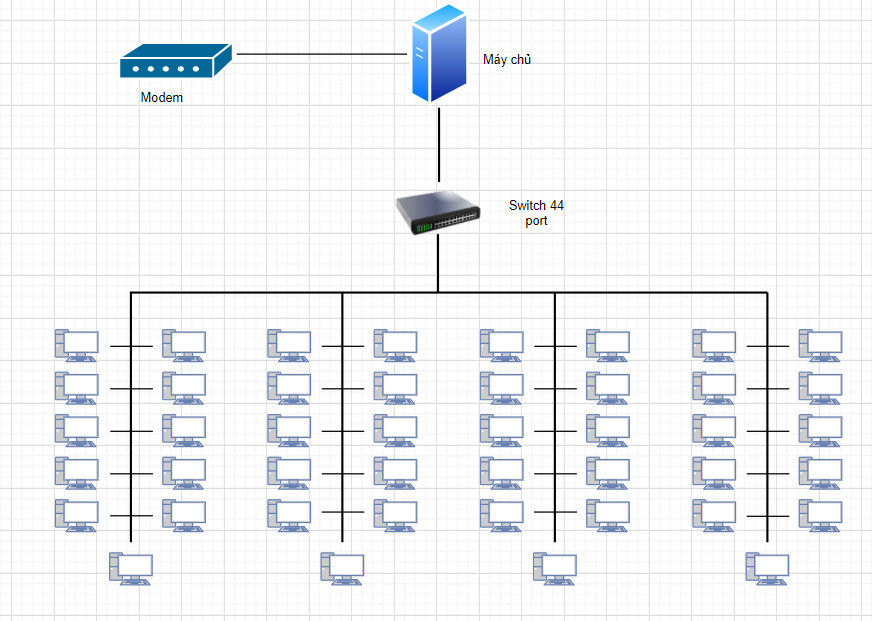 Máy chủ
Modem
Switch 44
port